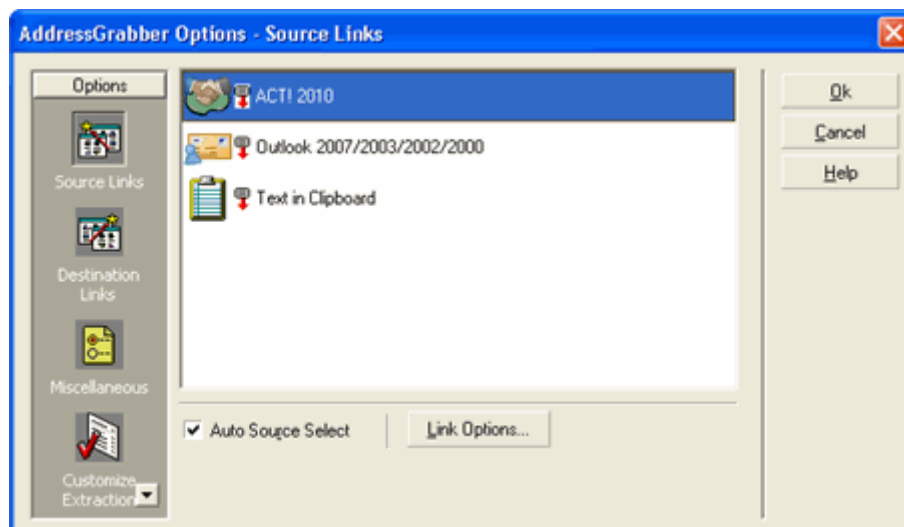 AddressGrabber Options - Source Links
Options
Source Links
Destination
Links
Miscellaneous
Customize
Extraction
ACT! 2010
Outlook 2007/2003/2002/2000
Text in Clipboard
Auto Source Select
Link Options...
Ok
Cancel
Help